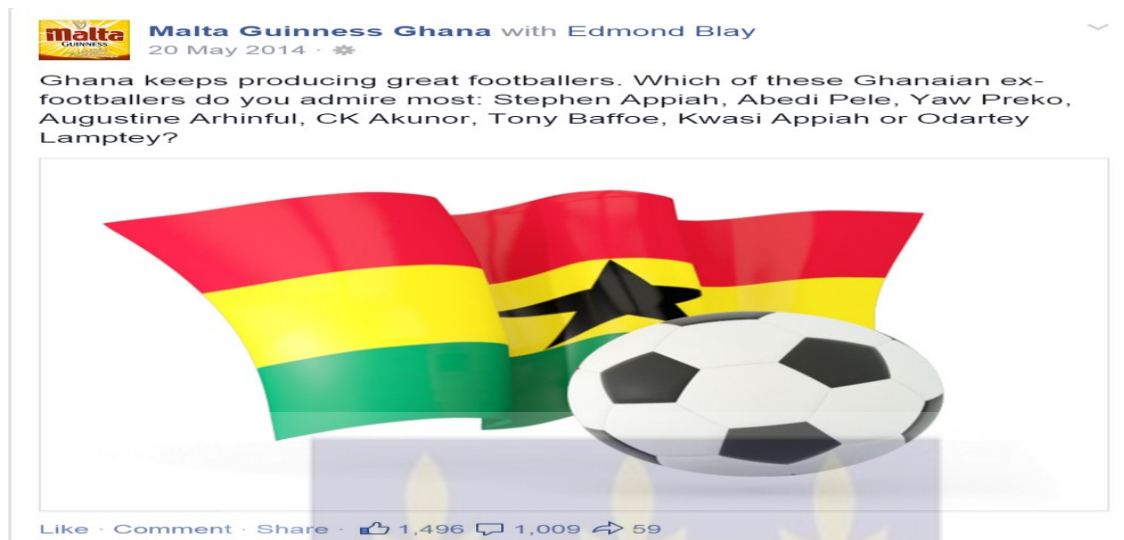 malta
GUINNESS
Malta Guinness Ghana with Edmond Blay
20 May 2014 ·
Ghana keeps producing great footballers. Which of these Ghanaian ex-
footballers do you admire most: Stephen Appiah, Abedi Pele, Yaw Preko,
Augustine Arhinful, CK Akunor, Tony Baffoe, Kwasi Appiah or Odartey
Lamptey?
Like · Comment · Share · 1,496 1,009 59